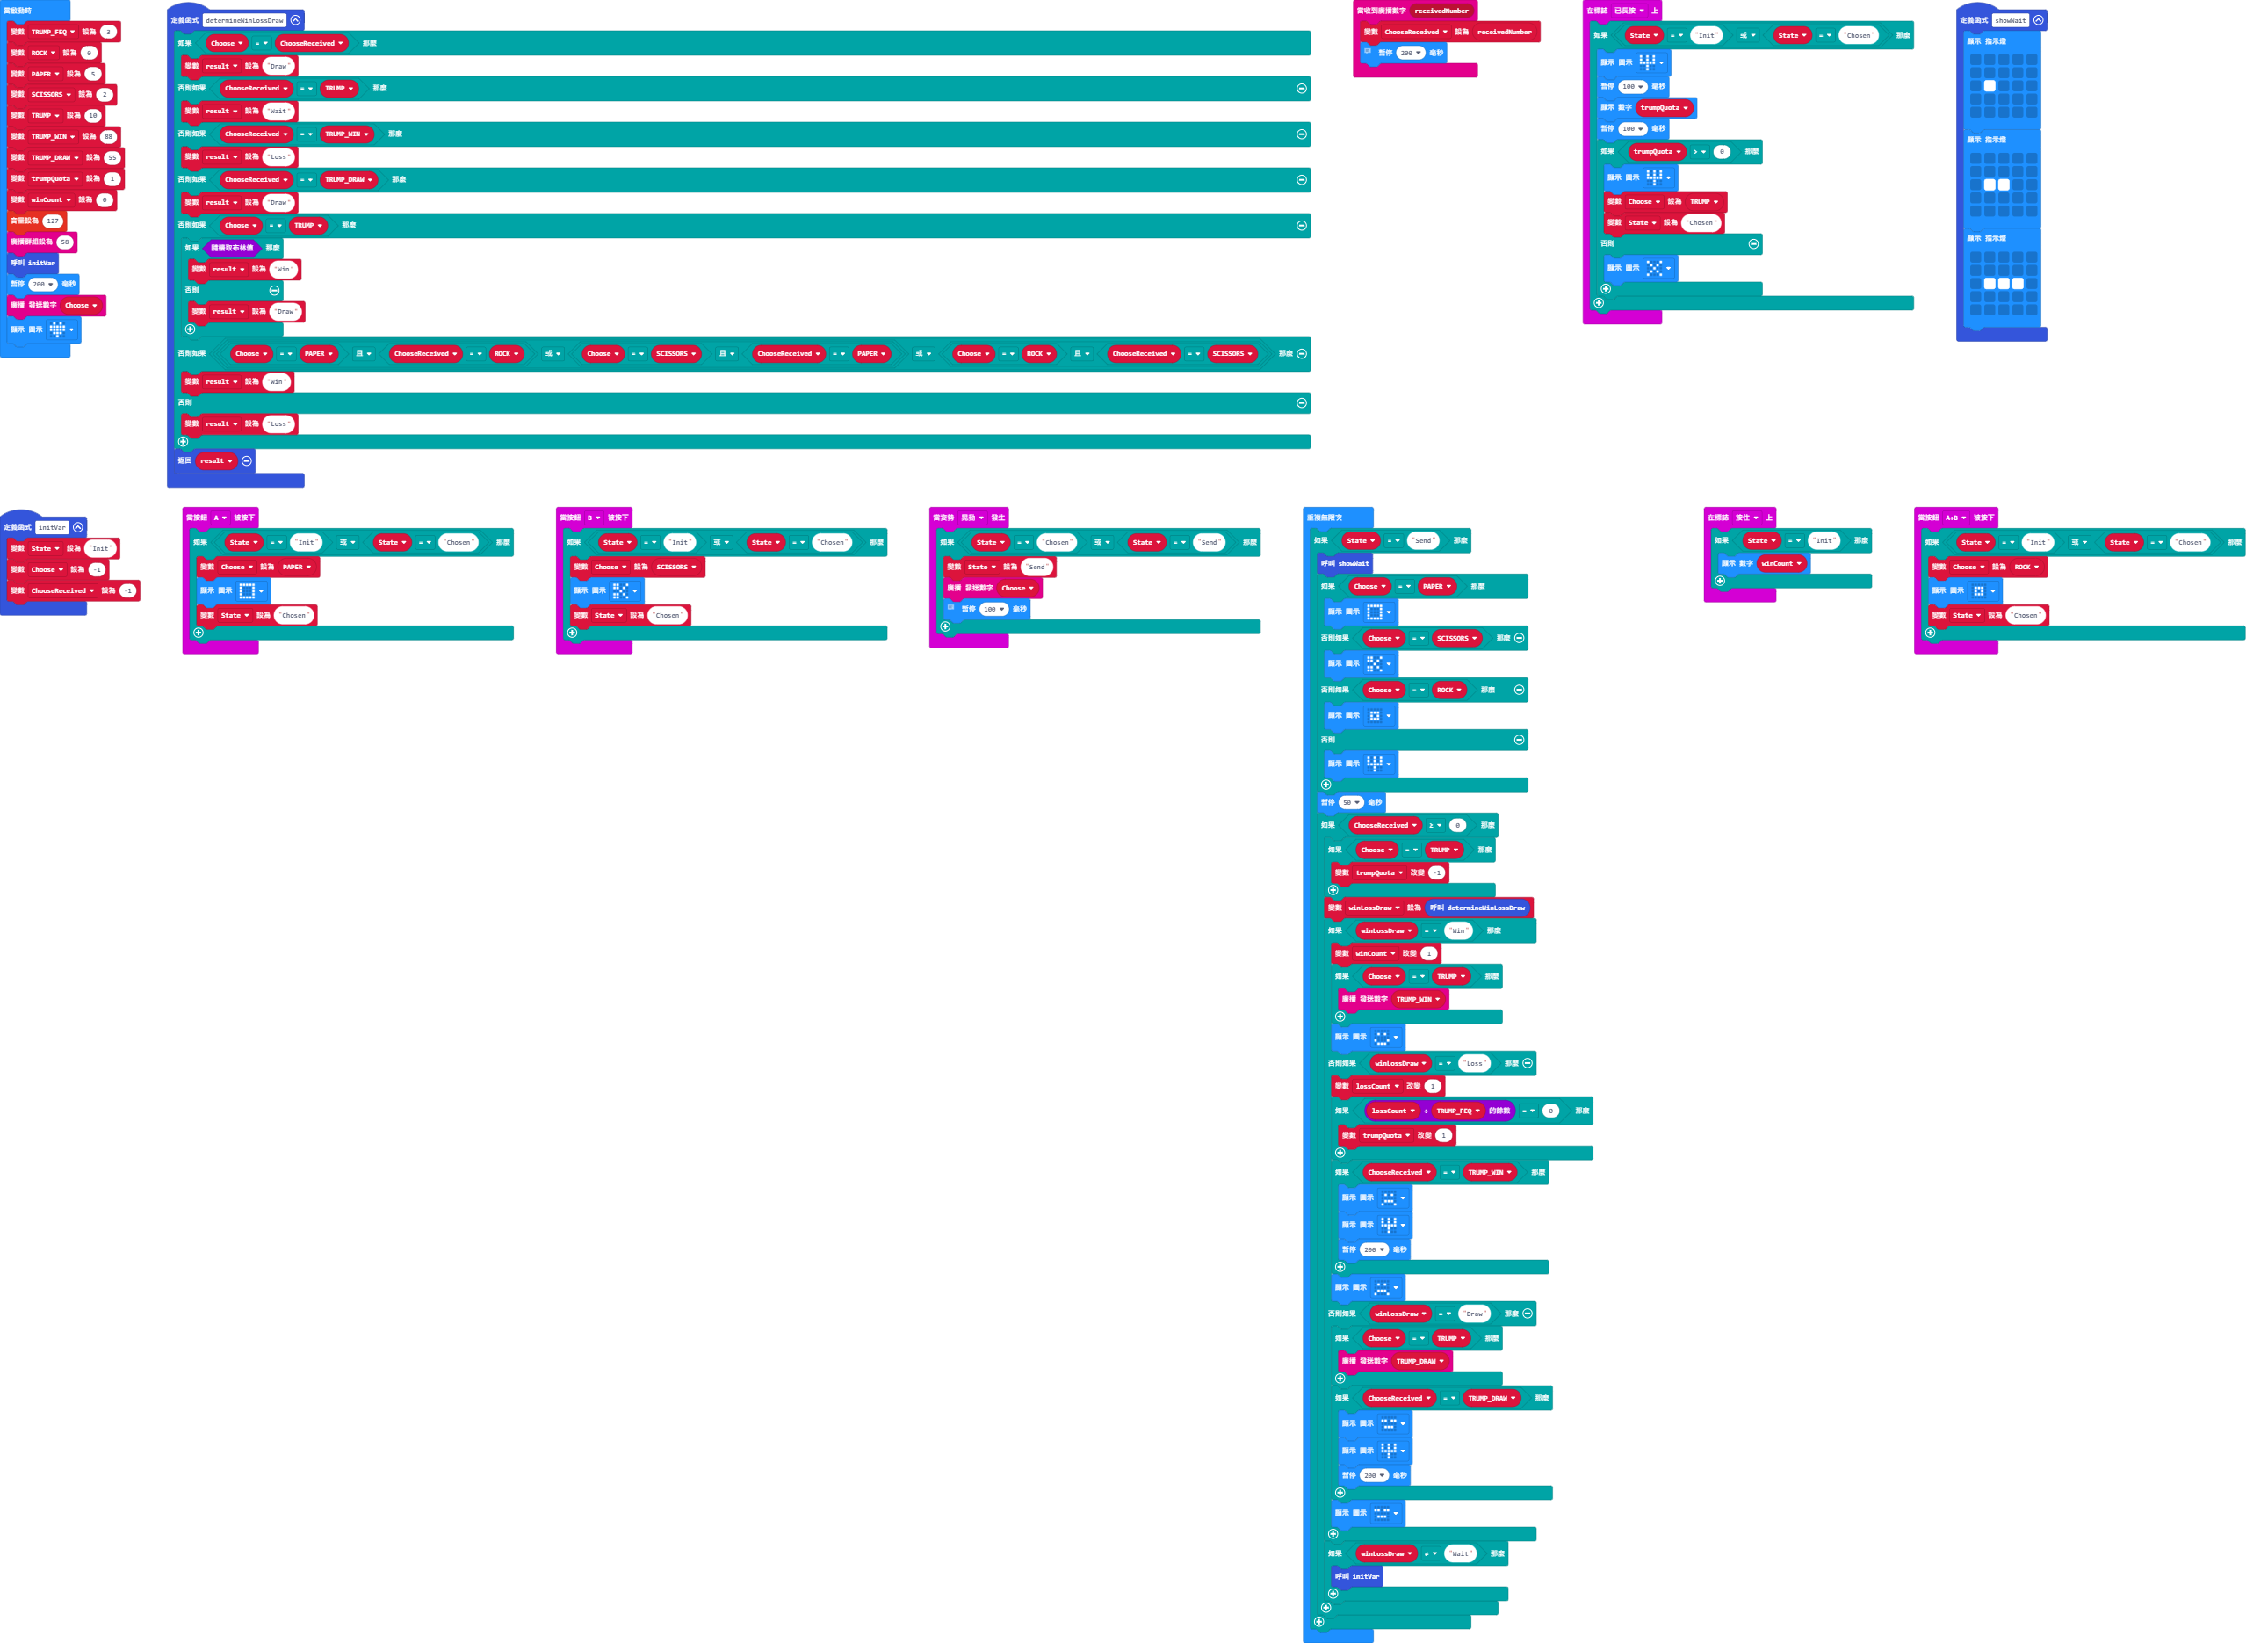 當啟動時
變數 TRUMP_FEQ 設為 3
變數 ROCK 設為 0
變數 PAPER 設為 5
變數 SCISSORS 設為 2
變數 TRUMP 設為 10
變數 TRUMP_WIN 設為 88
變數 TRUMP_DRAW 設為 55
變數 trumpQuota 設為 1
變數 winCount 設為 0
音量設為 127
廣播群組設為 58
呼叫 initVar
暫停 200 毫秒
廣播 發送數字 Choose
顯示 圖示
定義函式 determineWinLossDraw
如果 Choose = ChooseReceived 那麼
變數 result 設為 "Draw"
否則如果 ChooseReceived = TRUMP 那麼
變數 result 設為 "Wait"
否則如果 ChooseReceived = TRUMP_WIN 那麼
變數 result 設為 "Loss"
否則如果 ChooseReceived = TRUMP_DRAW 那麼
變數 result 設為 "Draw"
否則如果 Choose = TRUMP 那麼
如果 隨機取布林值 那麼
變數 result 設為 "Win"
否則
變數 result 設為 "Draw"
否則如果 Choose = PAPER 且 ChooseReceived = ROCK 或 Choose = SCISSORS 且 ChooseReceived = PAPER 或 Choose = ROCK 且 ChooseReceived = SCISSORS 那麼
變數 result 設為 "Win"
否則
變數 result 設為 "Loss"
返回 result
當收到廣播數字 receivedNumber
變數 ChooseReceived 設為 receivedNumber
暫停 200 毫秒
在標誌 已長按 上
如果 State = "Init" 或 State = "Chosen" 那麼
顯示 圖示
暫停 100 毫秒
顯示 數字 trumpQuota
暫停 100 毫秒
如果 trumpQuota > 0 那麼
顯示 圖示
變數 Choose 設為 TRUMP
變數 State 設為 "Chosen"
否則
顯示 圖示
定義函式 showWait
顯示 指示燈
顯示 指示燈
顯示 指示燈
定義函式 initVar
變數 State 設為 "Init"
變數 Choose 設為 -1
變數 ChooseReceived 設為 -1
當按鈕 A 被按下
如果 State = "Init" 或 State = "Chosen" 那麼
變數 Choose 設為 PAPER
顯示 圖示
變數 State 設為 "Chosen"
當按鈕 B 被按下
如果 State = "Init" 或 State = "Chosen" 那麼
變數 Choose 設為 SCISSORS
顯示 圖示
變數 State 設為 "Chosen"
當姿勢 晃動 發生
如果 State = "Chosen" 或 State = "Send" 那麼
變數 State 設為 "Send"
廣播 發送數字 Choose
暫停 100 毫秒
重複無限次
如果 State = "Send" 那麼
呼叫 showWait
如果 Choose = PAPER 那麼
顯示 圖示
否則如果 Choose = SCISSORS 那麼
顯示 圖示
否則如果 Choose = ROCK 那麼
顯示 圖示
否則
顯示 圖示
暫停 50 毫秒
如果 ChooseReceived ≥ 0 那麼
如果 Choose = TRUMP 那麼
變數 trumpQuota 改變 -1
變數 winLossDraw 設為 呼叫 determineWinLossDraw
如果 winLossDraw = "Win" 那麼
變數 winCount 改變 1
如果 Choose = TRUMP 那麼
廣播 發送數字 TRUMP_WIN
顯示 圖示
否則如果 winLossDraw = "Loss" 那麼
變數 lossCount 改變 1
如果 lossCount ÷ TRUMP_FEQ 的餘數 = 0 那麼
變數 trumpQuota 改變 1
如果 ChooseReceived = TRUMP_WIN 那麼
顯示 圖示
顯示 圖示
暫停 200 毫秒
顯示 圖示
否則如果 winLossDraw = "Draw" 那麼
如果 Choose = TRUMP 那麼
廣播 發送數字 TRUMP_DRAW
如果 ChooseReceived = TRUMP_DRAW 那麼
顯示 圖示
顯示 圖示
暫停 200 毫秒
顯示 圖示
如果 winLossDraw ≠ "Wait" 那麼
呼叫 initVar
在標誌 按住 上
如果 State = "Init" 那麼
顯示 數字 winCount
當按鈕 A+B 被按下
如果 State = "Init" 或 State = "Chosen" 那麼
變數 Choose 設為 ROCK
顯示 圖示
變數 State 設為 "Chosen"